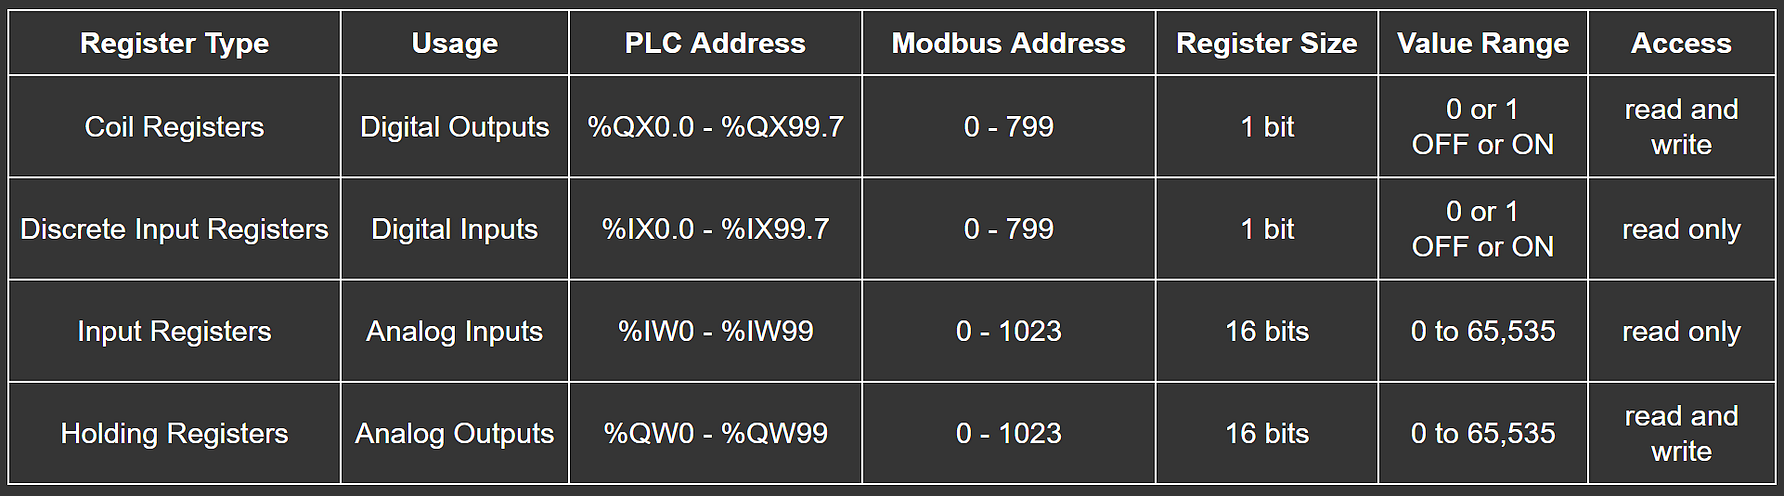 Register Type Usage PLC Address Modbus Address Register Size Value Range Access
Coil Registers Digital Outputs %QX0.0 - %QX99.7 0 - 799 1 bit 0 or 1 OFF or ON read and write
Discrete Input Registers Digital Inputs %IX0.0 - %IX99.7 0 - 799 1 bit 0 or 1 OFF or ON read only
Input Registers Analog Inputs %IW0 - %IW99 0 - 1023 16 bits 0 to 65,535 read only
Holding Registers Analog Outputs %QW0 - %QW99 0 - 1023 16 bits 0 to 65,535 read and write